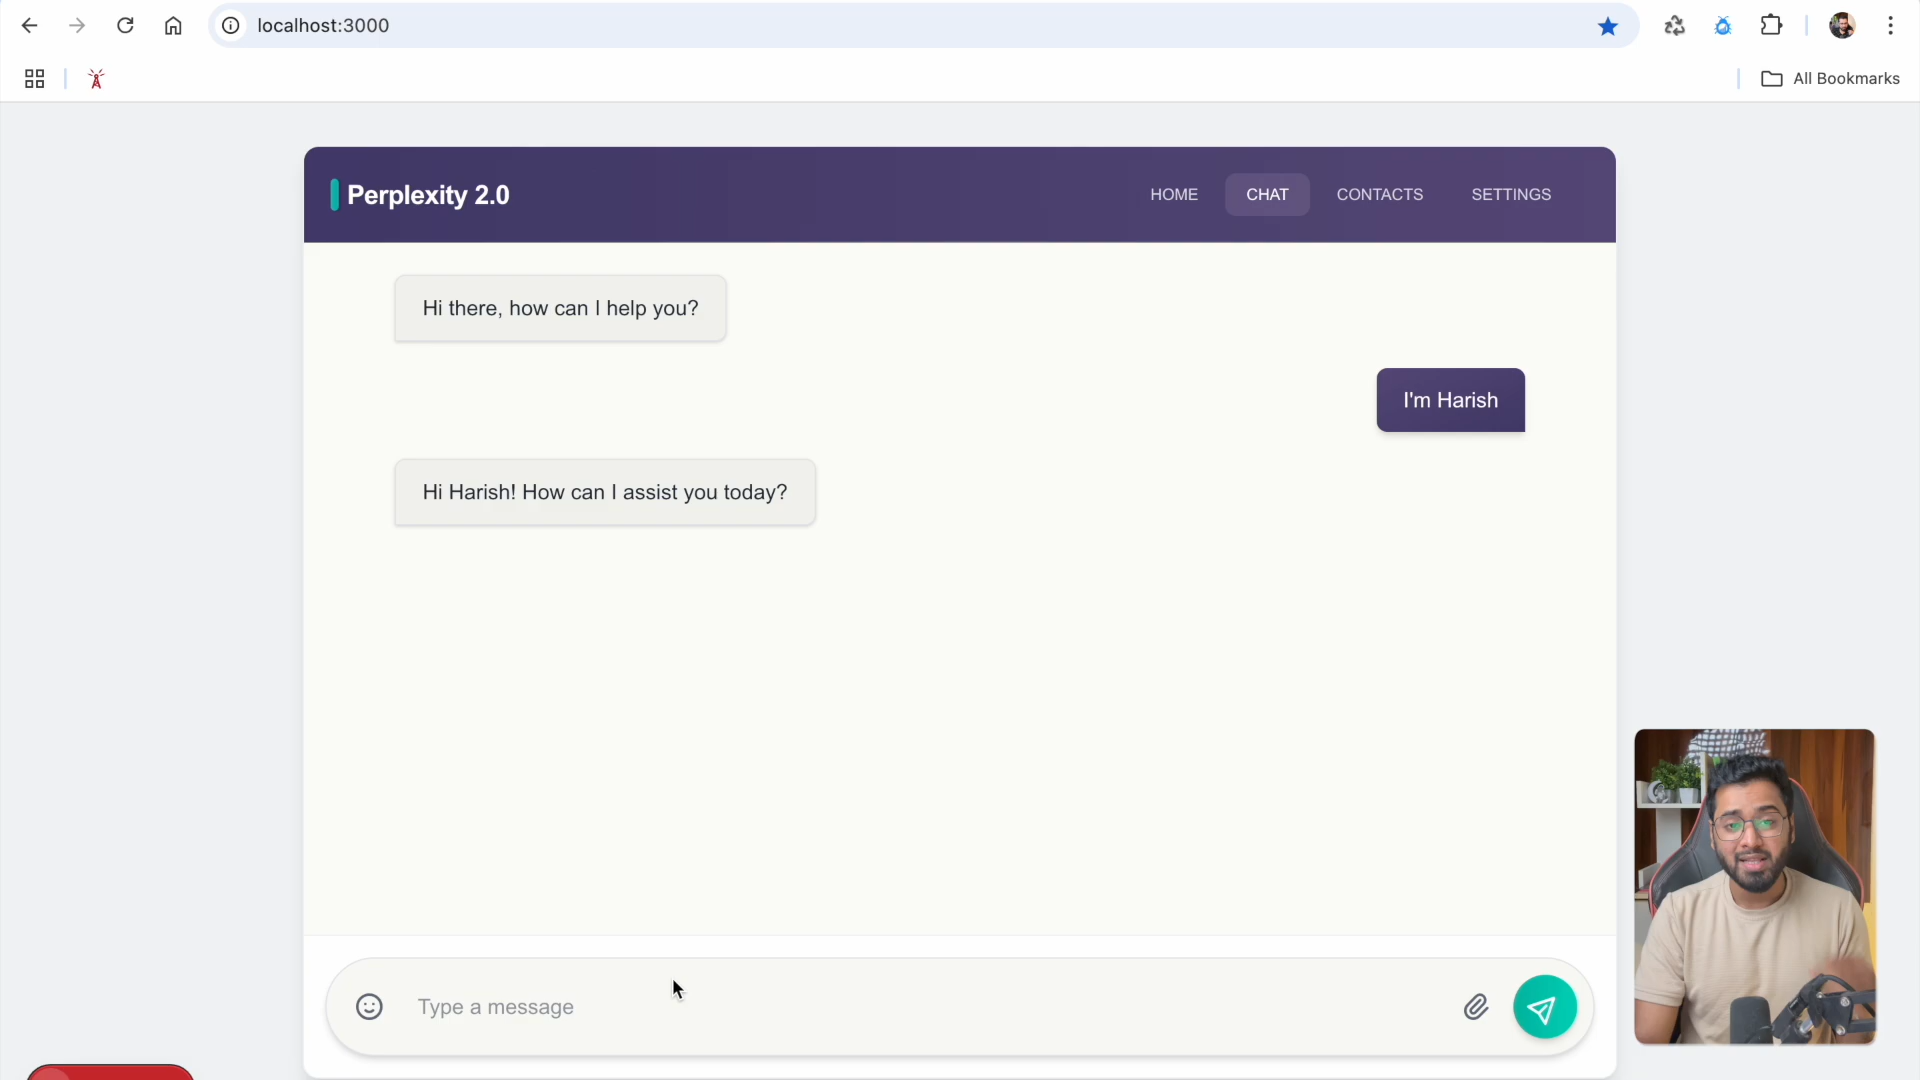 localhost:3000
All Bookmarks
Perplexity 2.0
HOME
CHAT
CONTACTS
SETTINGS
Hi there, how can I help you?
I'm Harish
Hi Harish! How can I assist you today?
Type a message